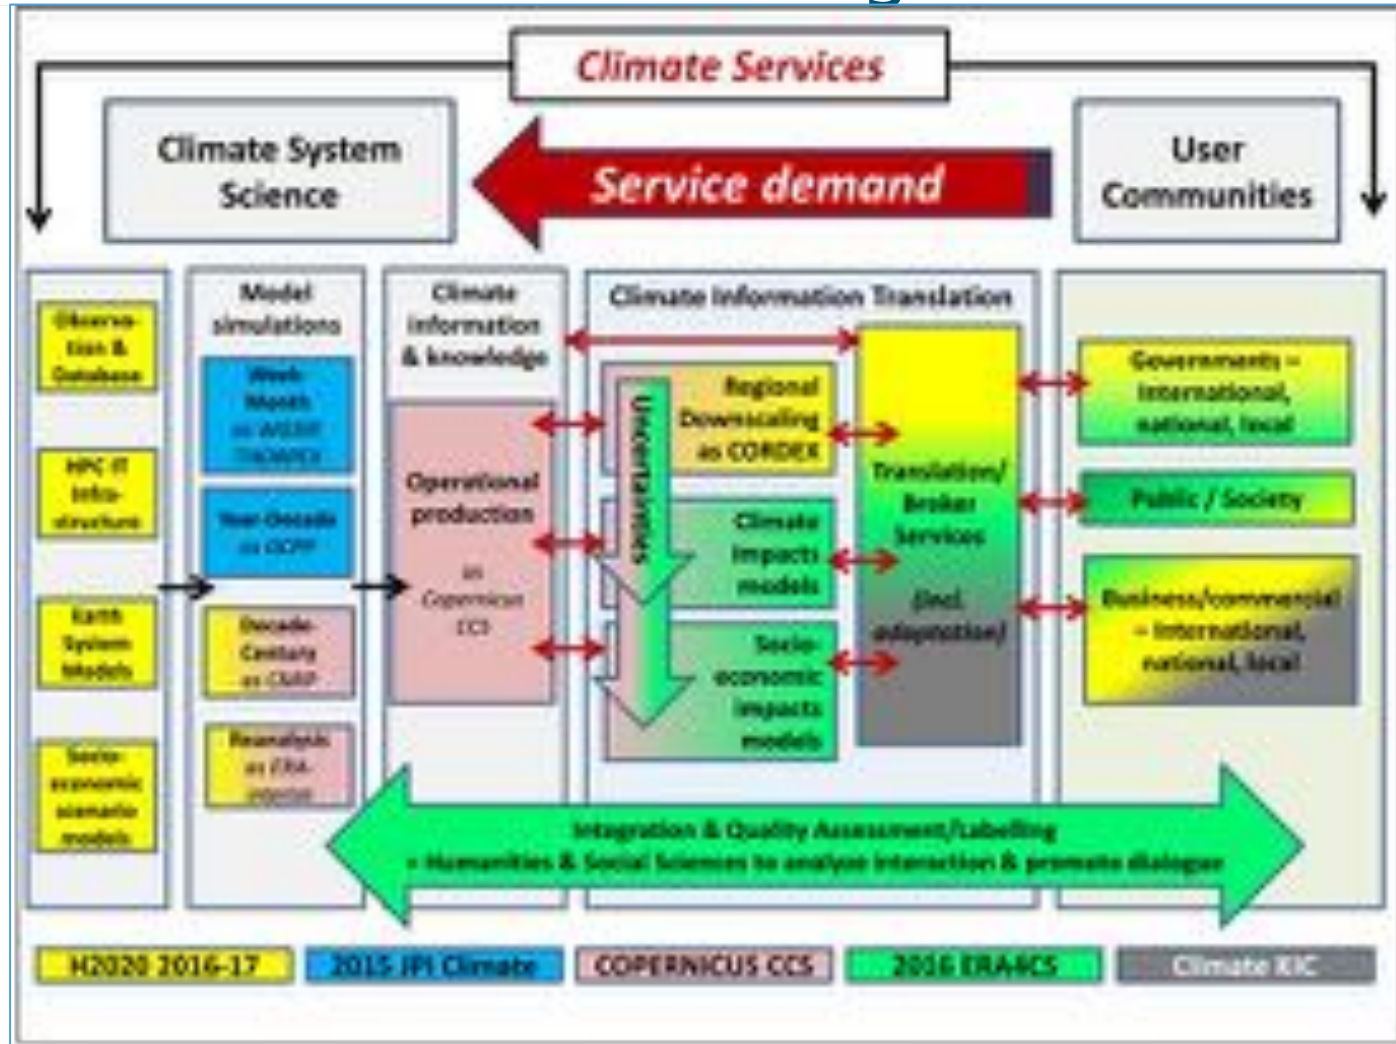 Climate Services
Climate System
Science
Service demand
User
Communities
Observa-
tion &
Database
HPC IT
Infra-
structure
Earth
System
Models
Socio-
economic
scenario
models
Model
simulations
Week-
Month
as
Year-Decade
as DCPP
Decade-
Century
as CMIP
Reanalysis
as ERA-
Interim
Climate
information
& knowledge
Operational
production
as
Copernicus
CCS
Climate Information Translation
Uncertainties
Regional
Downscaling
as CORDEX
Climate
Impacts
models
Socio-
economic
impacts
models
Translation/
Broker
Services
(incl.
adaptation)
Governments –
International,
national, local
Public / Society
Business/commercial
– International,
national, local
Integration & Quality Assessment/Labelling
+ Humanities & Social Sciences to analyze interaction & promote dialogue
H2020 2016-17
2015 JPI Climate
COPERNICUS CCS
2016 ERA4CS
Climate KIC